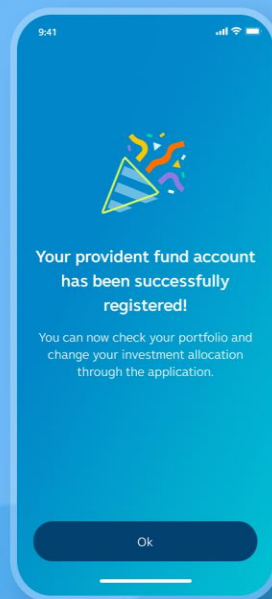 9:41
Your provident fund account
has been successfully
registered!
You can now check your portfolio and
change your investment allocation
through the application.
Ok